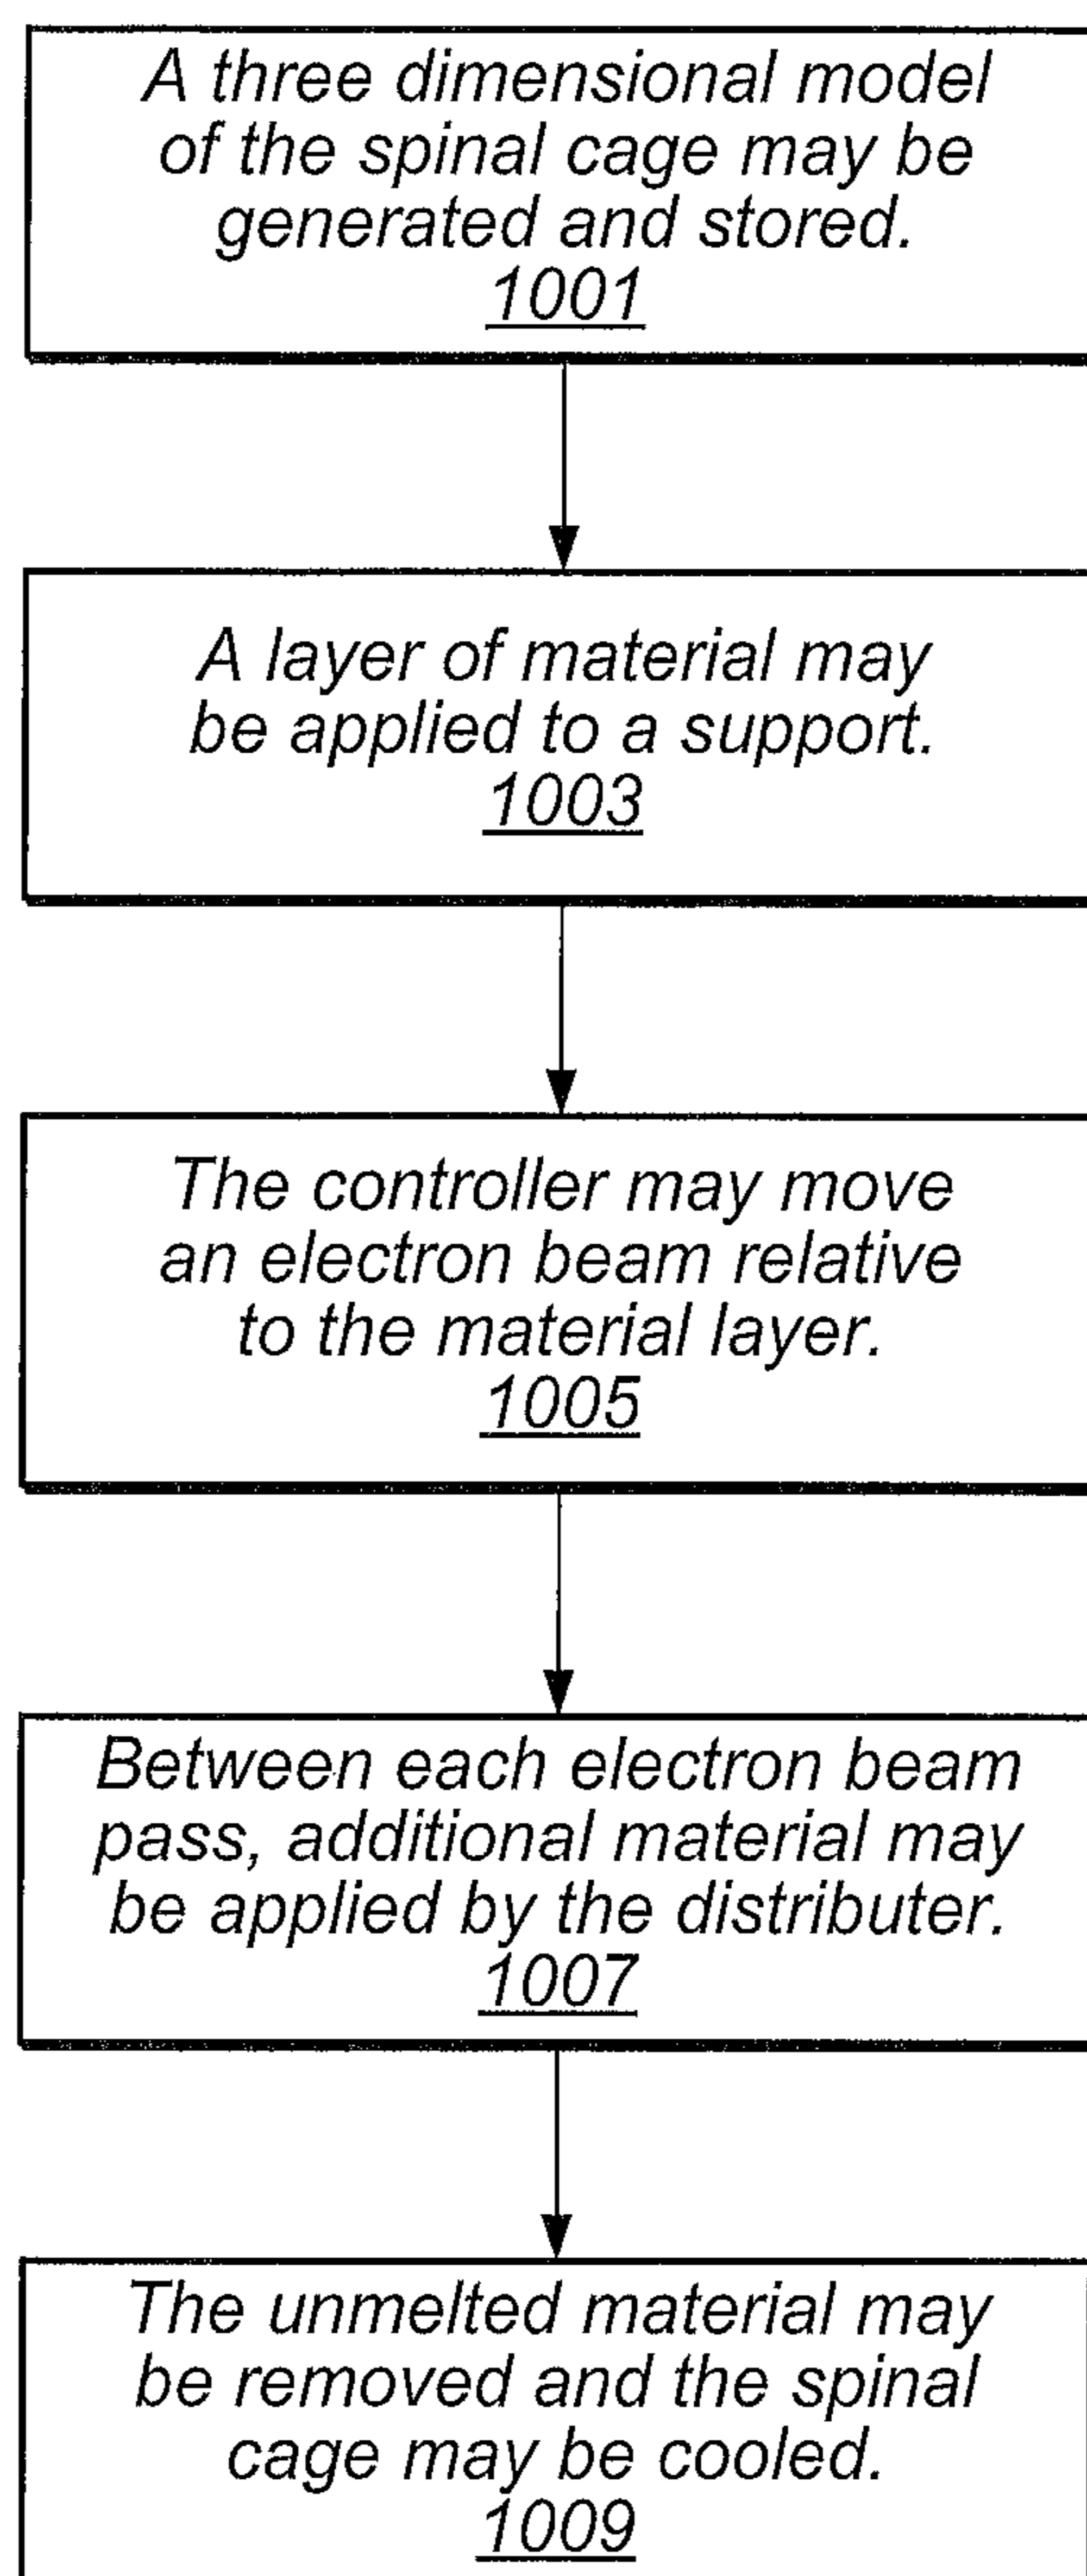 A three dimensional model
of the spinal cage may be
generated and stored.
1001
A layer of material may
be applied to a support.
1003
The controller may move
an electron beam relative
to the material layer.
1005
Between each electron beam
pass, additional material may
be applied by the distributer.
1007
The unmelted material may
be removed and the spinal
cage may be cooled.
1009